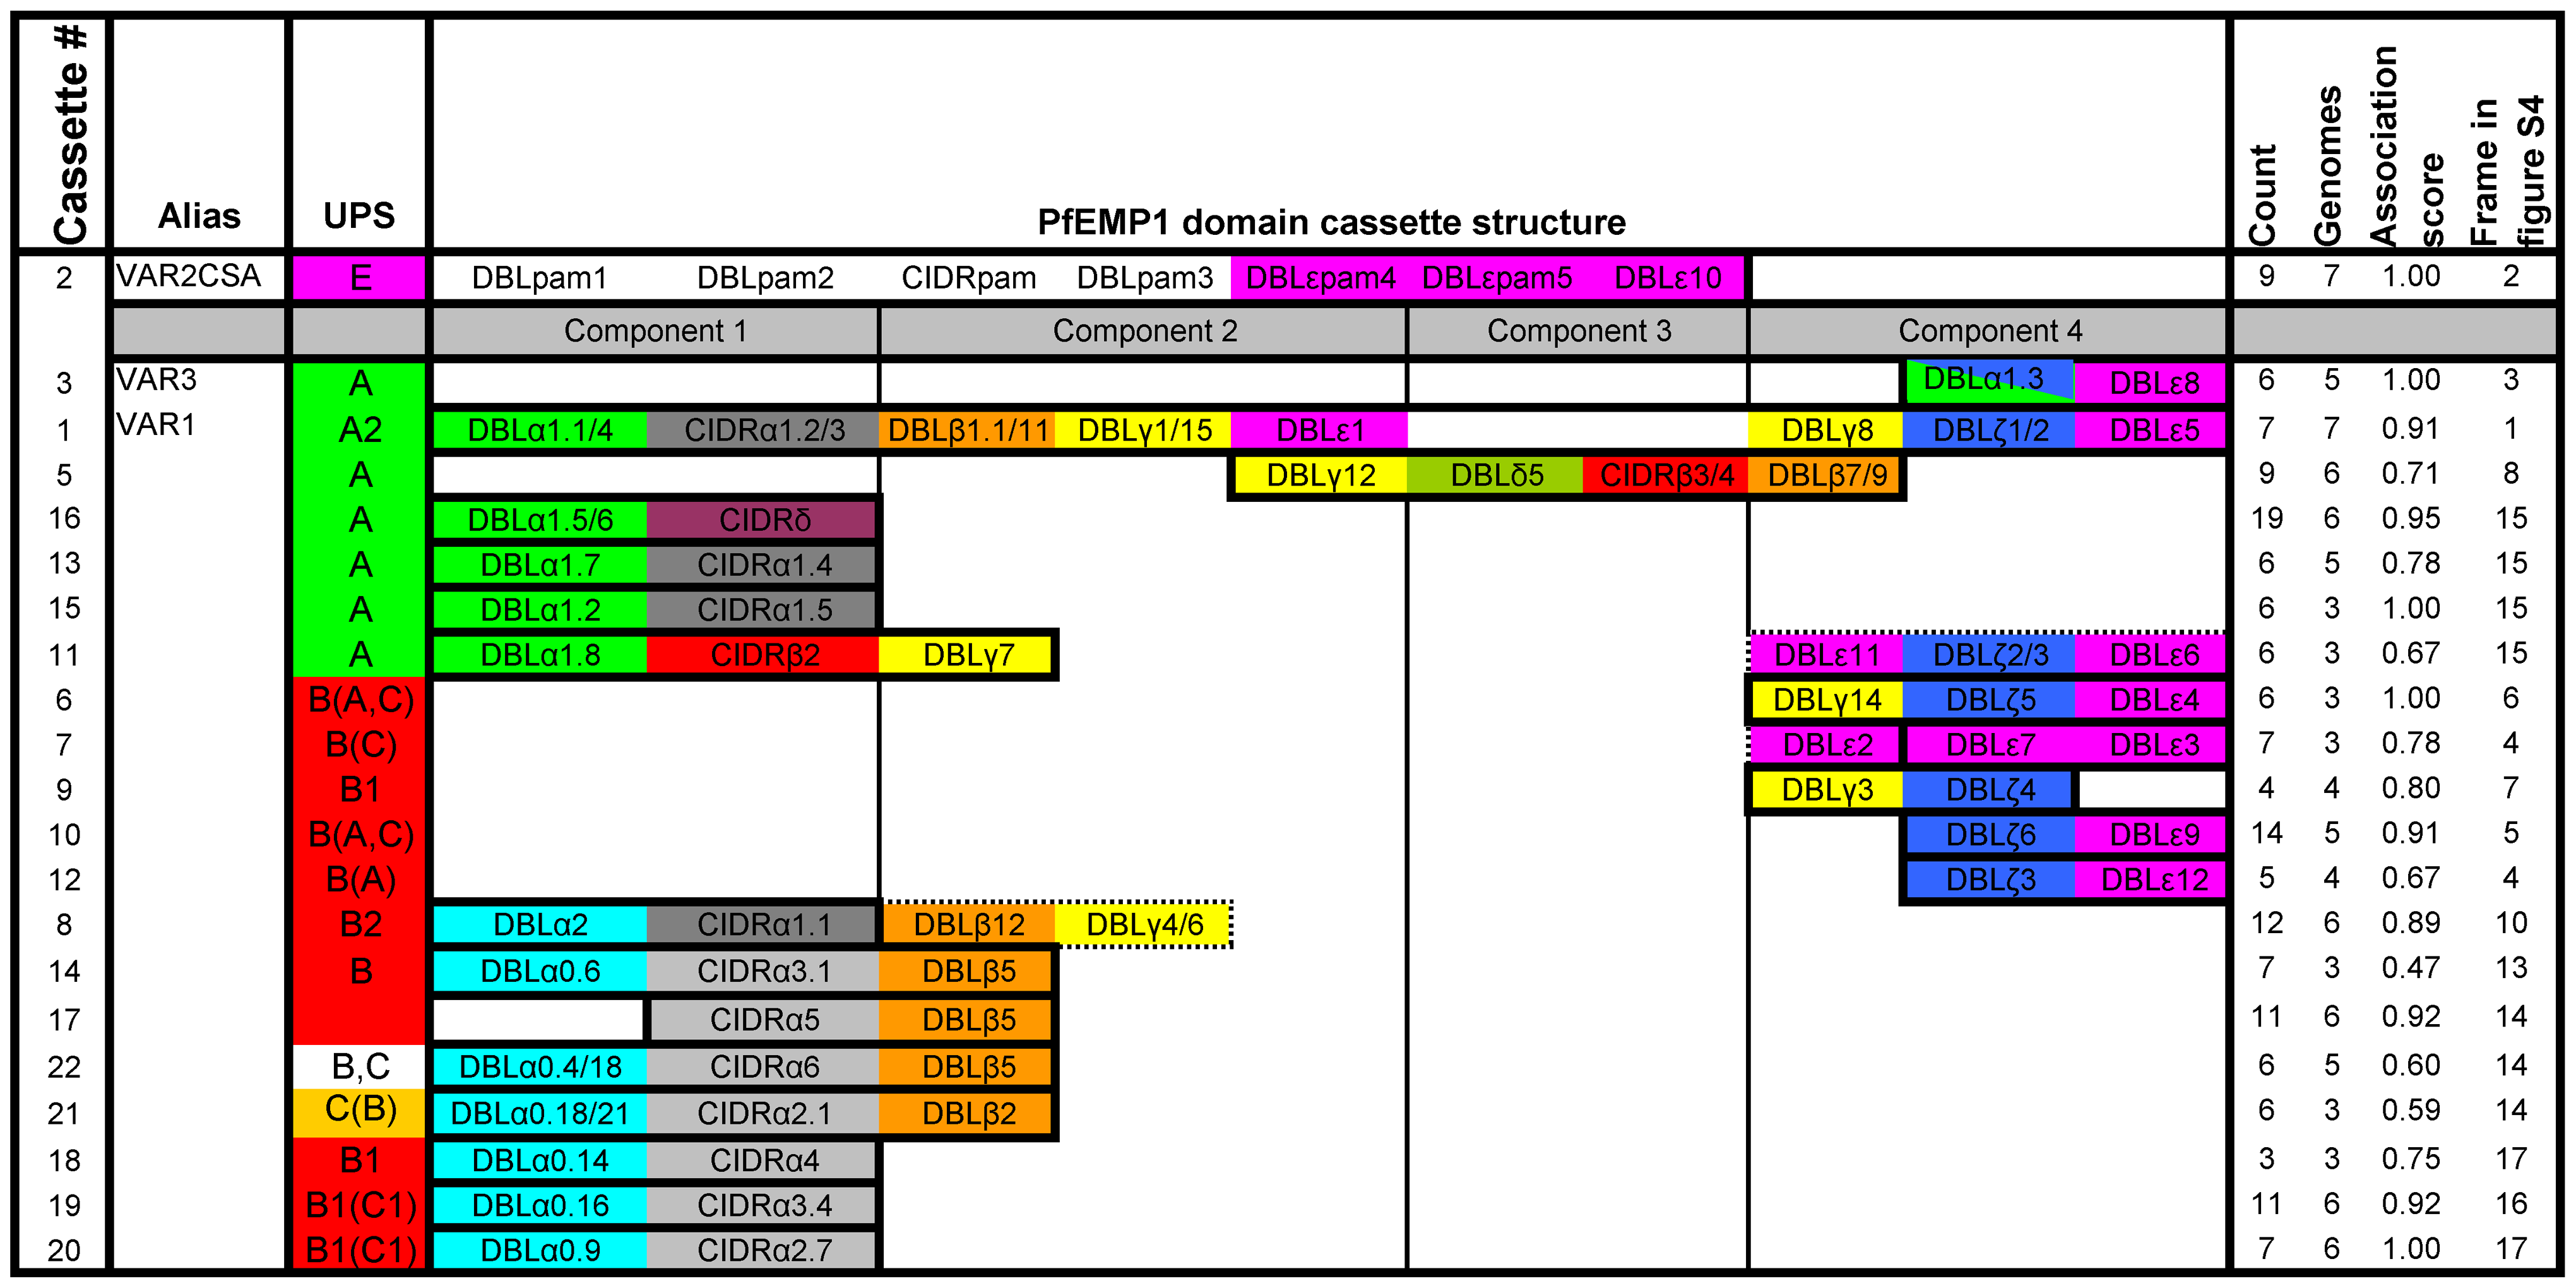 Cassette # Alias UPS PfEMP1 domain cassette structure Count Genomes Association score Frame in figure S4
2 VAR2CSA E DBLpam1 DBLpam2 CIDRpam DBLpam3 DBLεpam4 DBLεpam5 DBLε10 9 7 1.00 2
Component 1 Component 2 Component 3 Component 4
3 VAR3 A DBLα1.3 DBLε8 6 5 1.00 3
1 VAR1 A2 DBLα1.1/4 CIDRα1.2/3 DBLβ1.1/11 DBLγ1/15 DBLε1 DBLγ8 DBLζ1/2 DBLε5 7 7 0.91 1
5 A DBLγ12 DBLδ5 CIDRβ3/4 DBLβ7/9 9 6 0.71 8
16 A DBLα1.5/6 CIDRδ 19 6 0.95 15
13 A DBLα1.7 CIDRα1.4 6 5 0.78 15
15 A DBLα1.2 CIDRα1.5 6 3 1.00 15
11 A DBLα1.8 CIDRβ2 DBLγ7 DBLε11 DBLζ2/3 DBLε6 6 3 0.67 15
6 B(A,C) DBLγ14 DBLζ5 DBLε4 6 3 1.00 6
7 B(C) DBLε2 DBLε7 DBLε3 7 3 0.78 4
9 B1 DBLγ3 DBLζ4 4 4 0.80 7
10 B(A,C) DBLζ6 DBLε9 14 5 0.91 5
12 B(A) DBLζ3 DBLε12 5 4 0.67 4
8 B2 DBLα2 CIDRα1.1 DBLβ12 DBLγ4/6 12 6 0.89 10
14 B DBLα0.6 CIDRα3.1 DBLβ5 7 3 0.47 13
17 CIDRα5 DBLβ5 11 6 0.92 14
22 B,C DBLα0.4/18 CIDRα6 DBLβ5 6 5 0.60 14
21 C(B) DBLα0.18/21 CIDRα2.1 DBLβ2 6 3 0.59 14
18 B1 DBLα0.14 CIDRα4 3 3 0.75 17
19 B1(C1) DBLα0.16 CIDRα3.4 11 6 0.92 16
20 B1(C1) DBLα0.9 CIDRα2.7 7 6 1.00 17